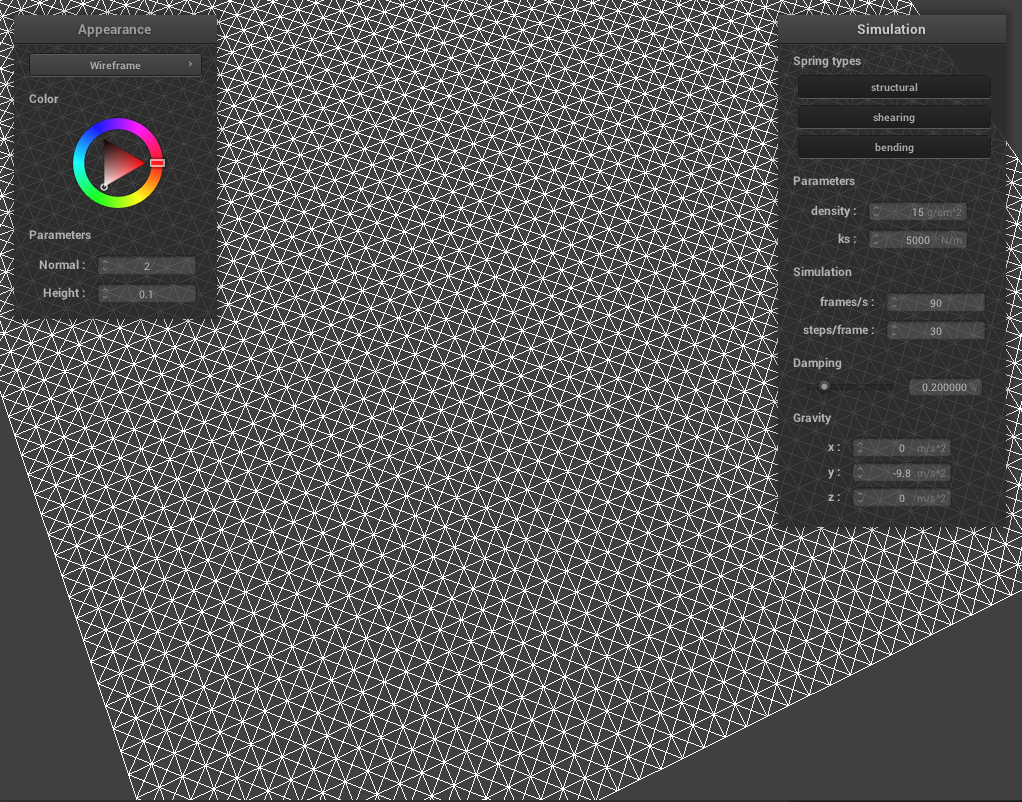 Appearance
Wireframe ›
Color
Parameters
Normal : 2
Height : 0.1
Simulation
Spring types
structural
shearing
bending
Parameters
density : 15 g/cm^2
ks : 5000 N/m
Simulation
frames/s : 90
steps/frame : 30
Damping
0.200000 %
Gravity
x : 0 m/s^2
y : -9.8 m/s^2
z : 0 m/s^2